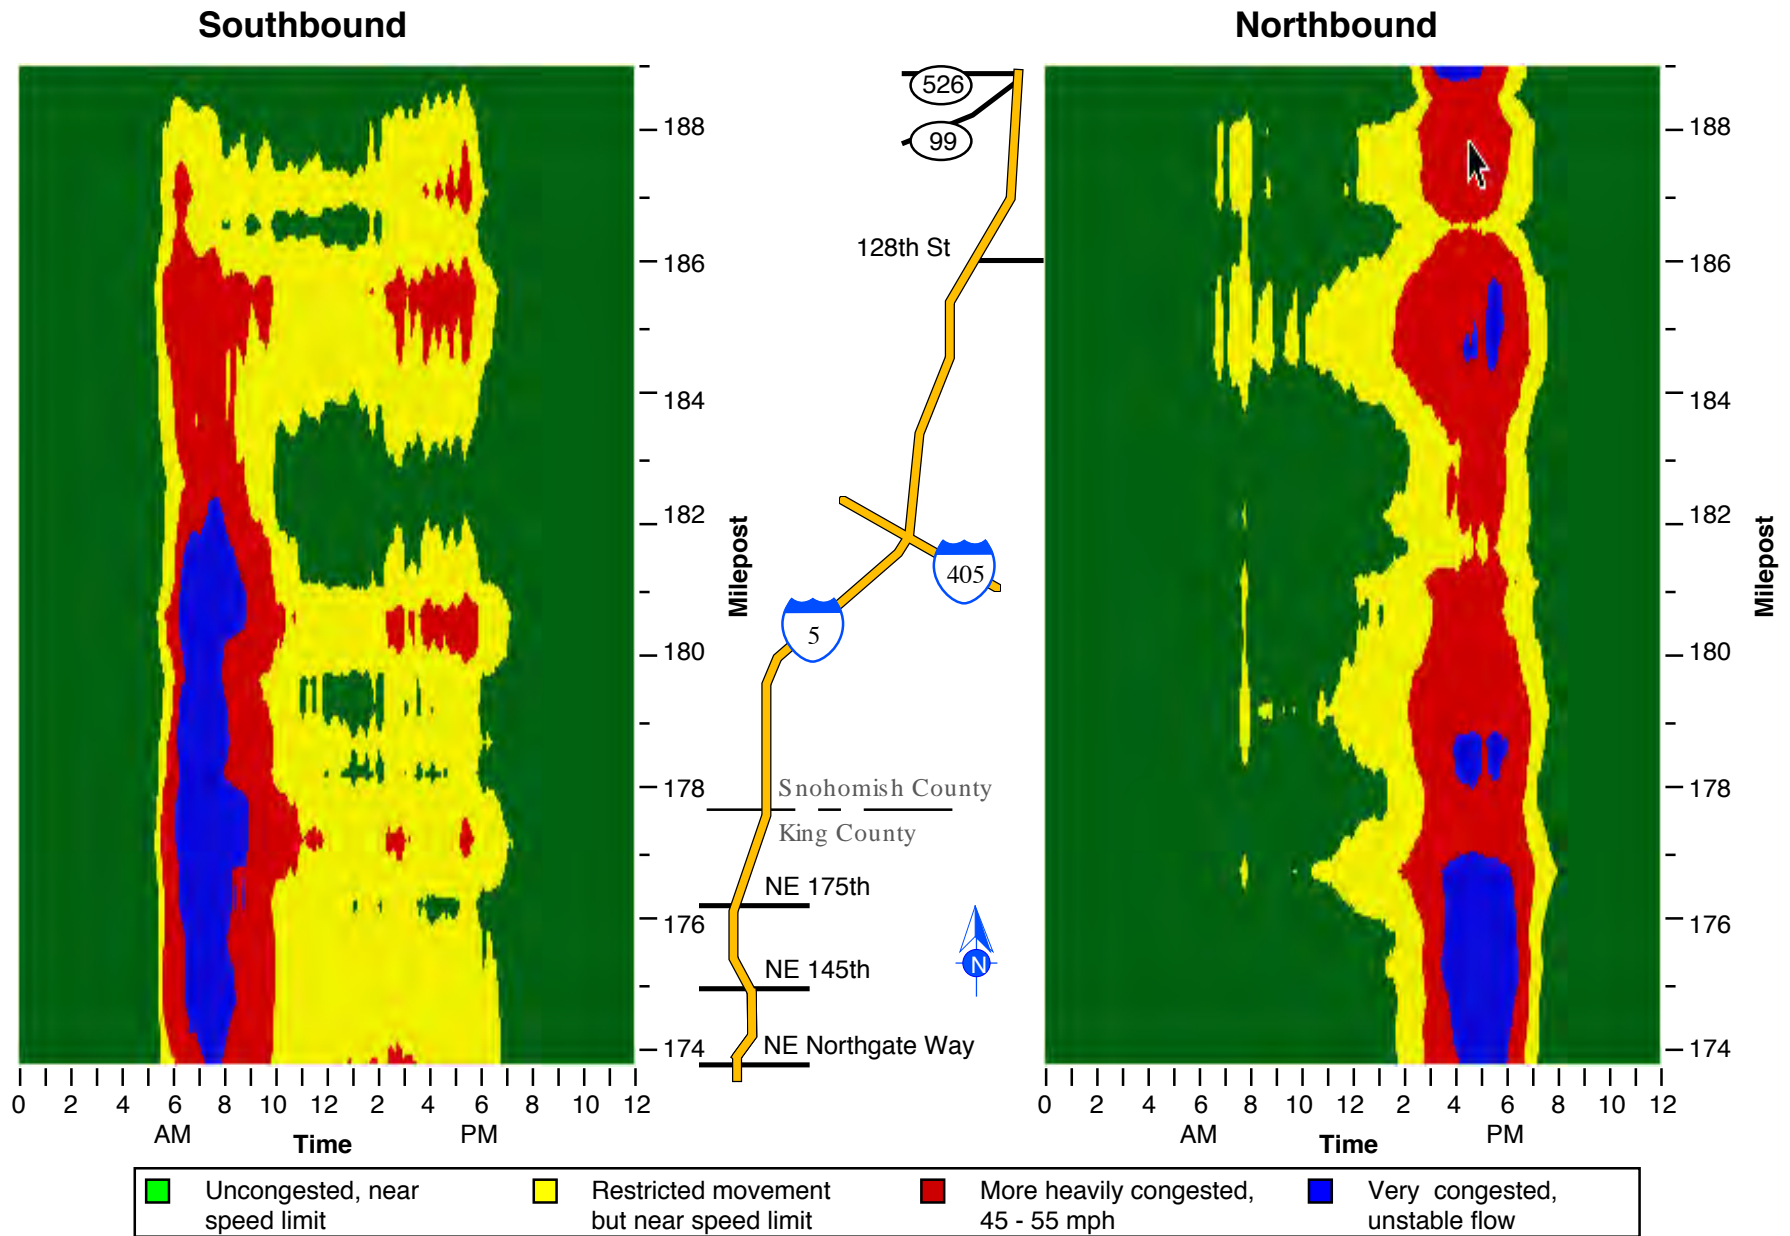 Southbound
Northbound
526
99
188
188
128th St
186
186
184
184
182
182
Milepost
Milepost
405
5
180
180
178
178
Snohomish County
King County
NE 175th
176
176
NE 145th
N
NE Northgate Way
174
174
0 2 4 6 8 10 12 2 4 6 8 10 12
0 2 4 6 8 10 12 2 4 6 8 10 12
AM Time PM
AM Time PM
Uncongested, near
speed limit
Restricted movement
but near speed limit
More heavily congested,
45 - 55 mph
Very congested,
unstable flow